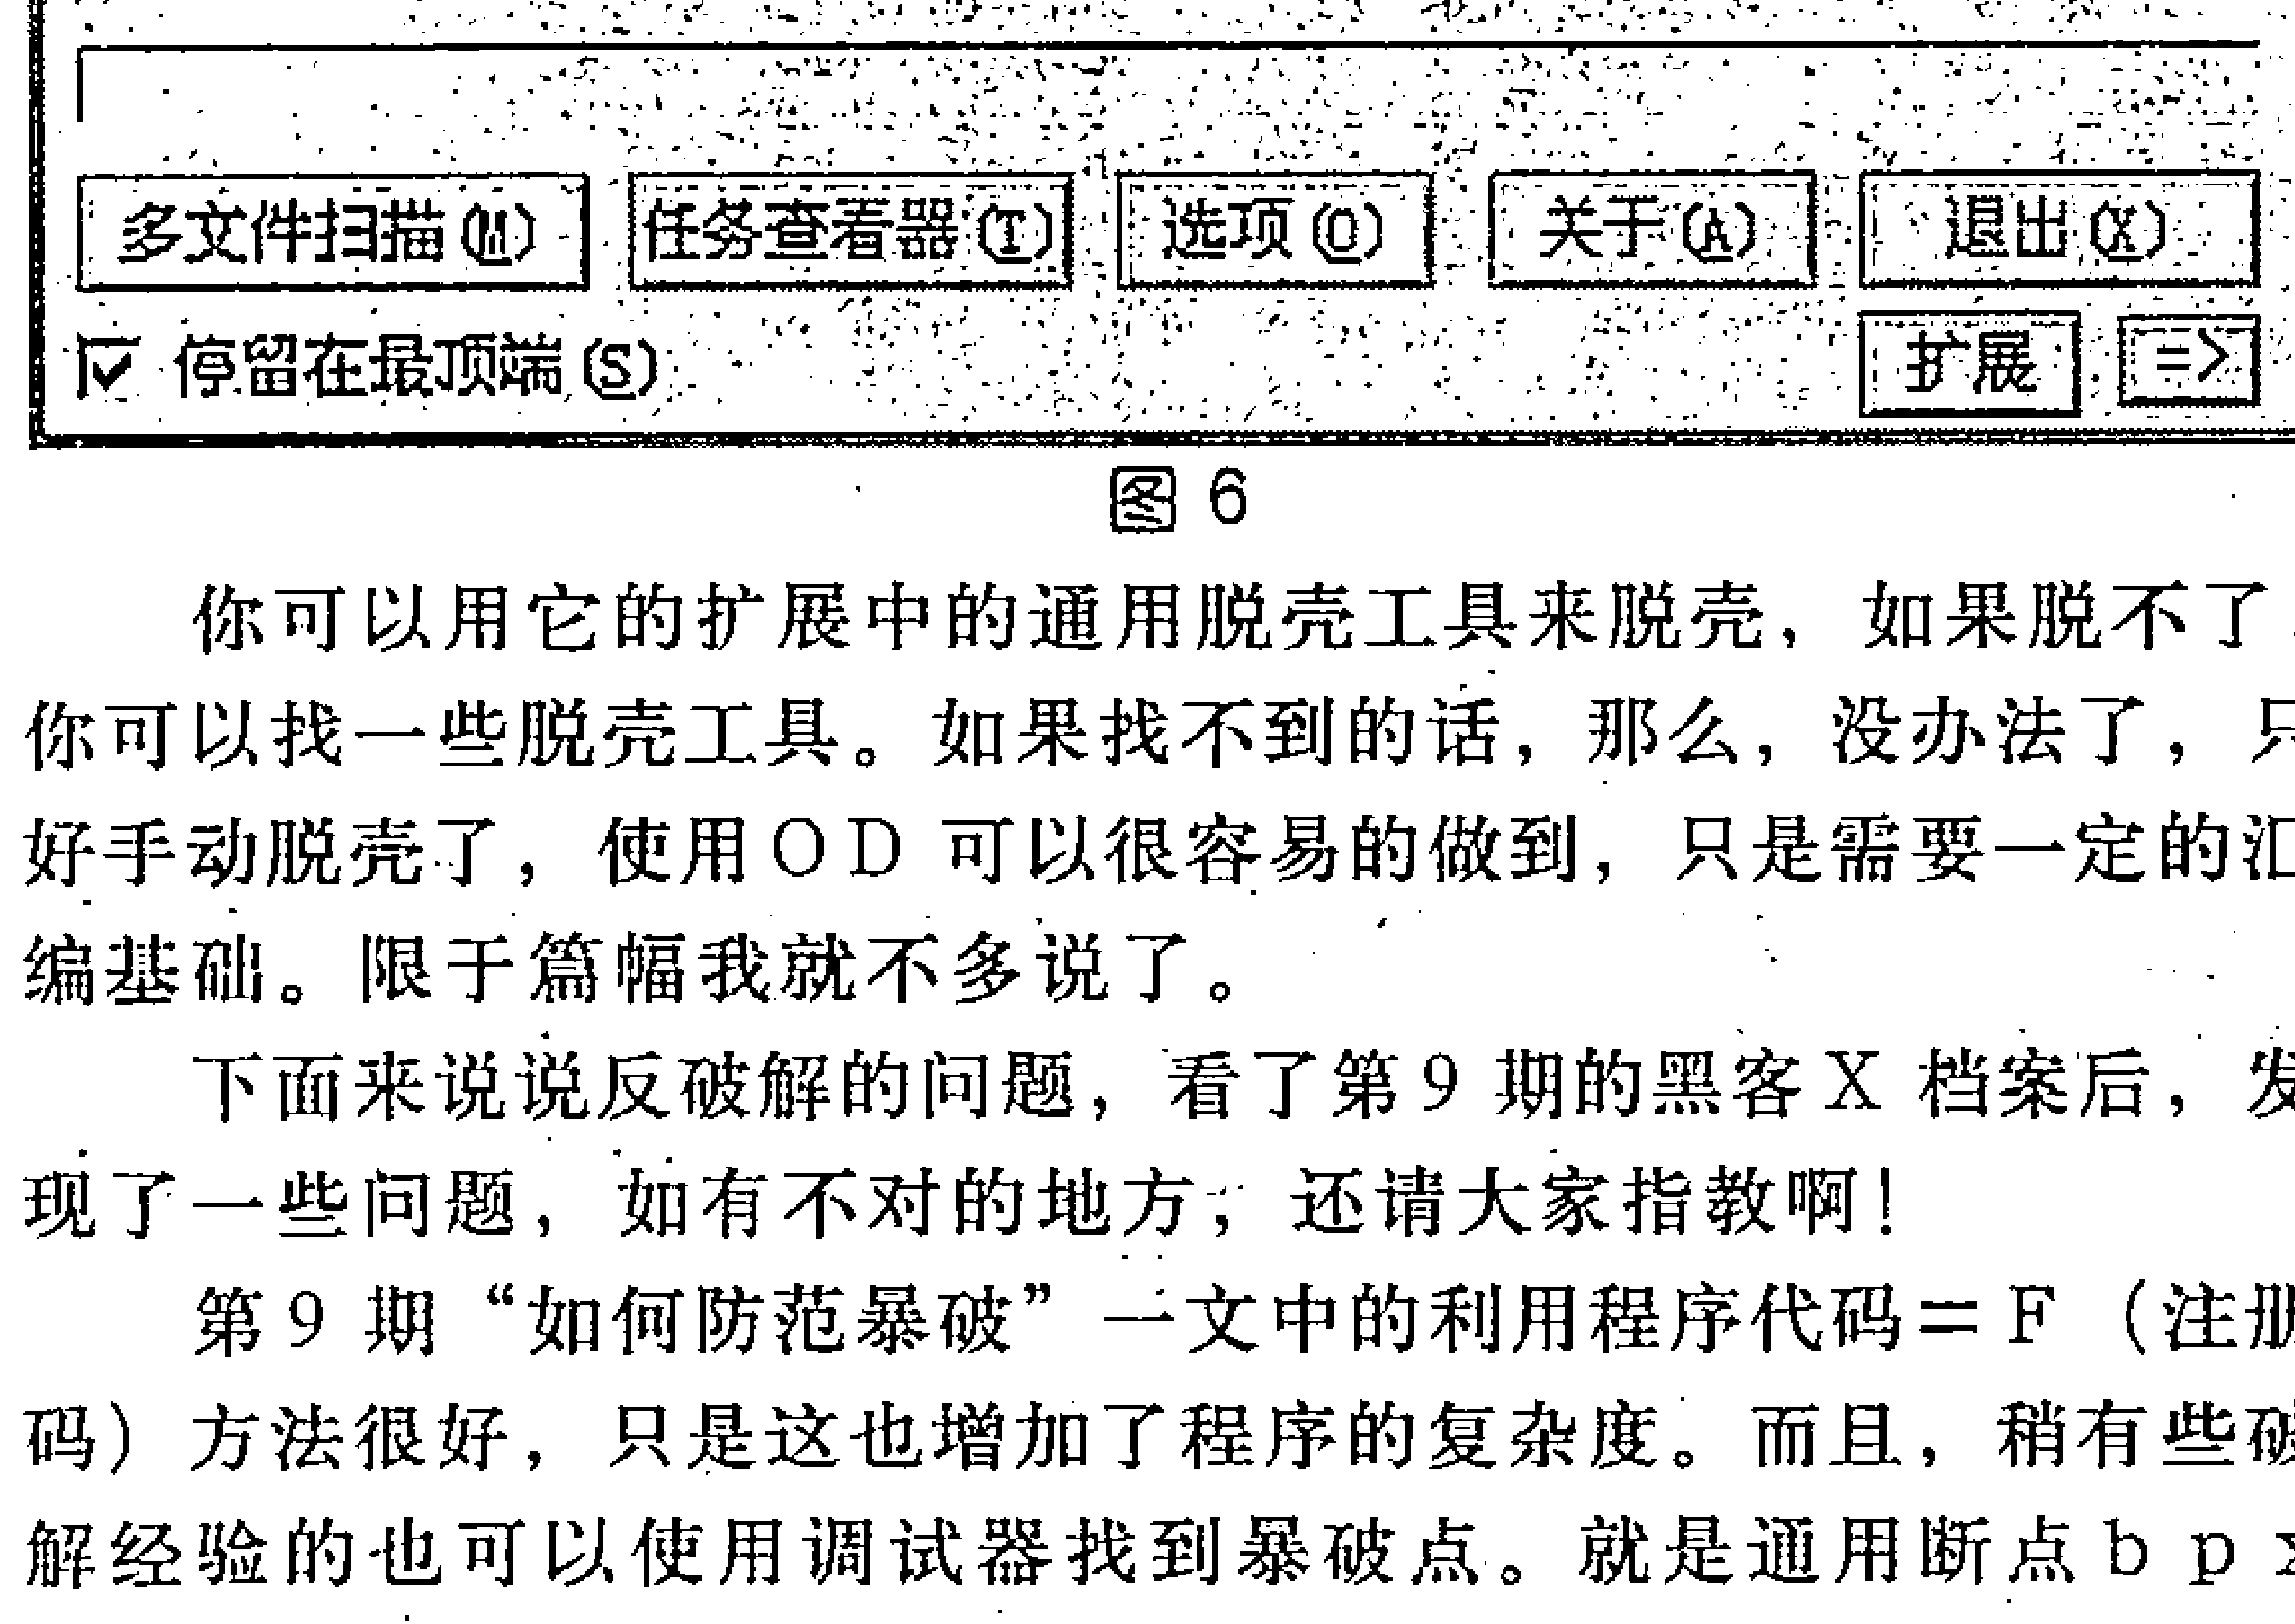 多文件扫描(M) 任务查看器(T) 选项(O) 关于(A) 退出(X)
停留在最顶端(S) 扩展 =>
图 6
你可以用它的扩展中的通用脱壳工具来脱壳，如果脱不了
你可以找一些脱壳工具。如果找不到的话，那么，没办法了，只
好手动脱壳了，使用OD 可以很容易的做到，只是需要一定的汇
编基础。限于篇幅我就不多说了。
下面来说说反破解的问题，看了第9 期的黑客X 档案后，发
现了一些问题，如有不对的地方，还请大家指教啊！
第9 期“如何防范暴破”一文中的利用程序代码＝F（注册
码）方法很好，只是这也增加了程序的复杂度。而且，稍有些破
解经验的也可以使用调试器找到暴破点。就是通用断点b p x